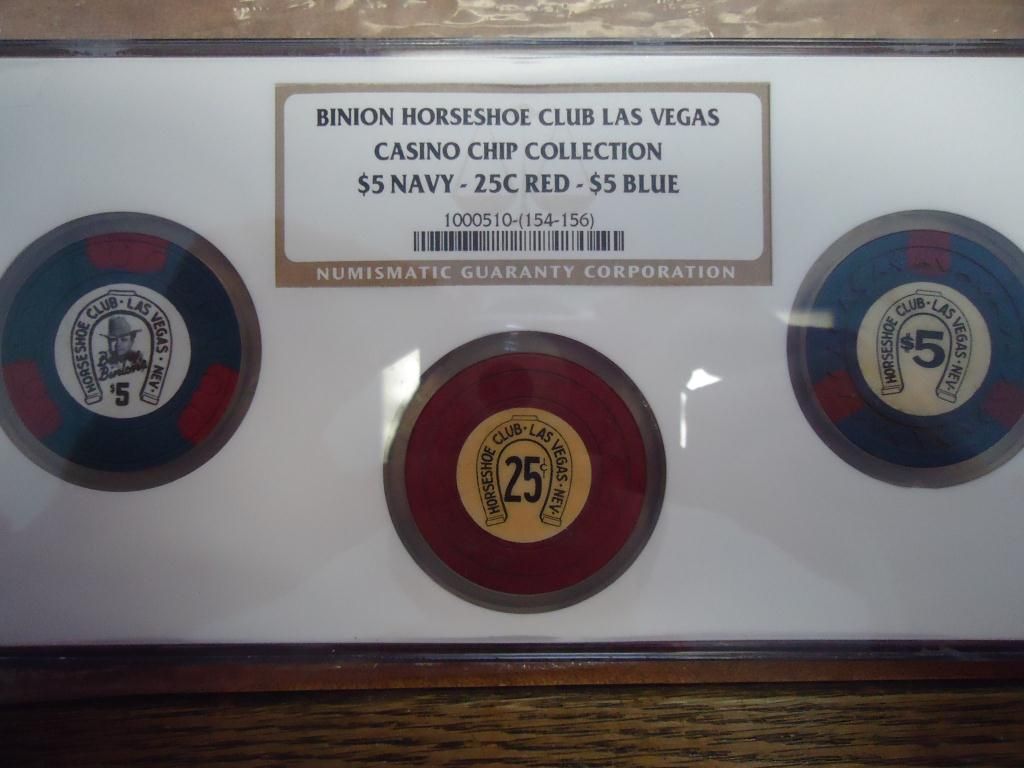 BINION HORSESHOE CLUB LAS VEGAS
CASINO CHIP COLLECTION
$5 NAVY - 25C RED - $5 BLUE
1000510-(154-156)
NUMISMATIC GUARANTY CORPORATION
HORSESHOE CLUB · LAS VEGAS · NEV·
$5
HORSESHOE CLUB · LAS VEGAS · NEV·
25¢
HORSESHOE CLUB · LAS VEGAS · NEV·
$5